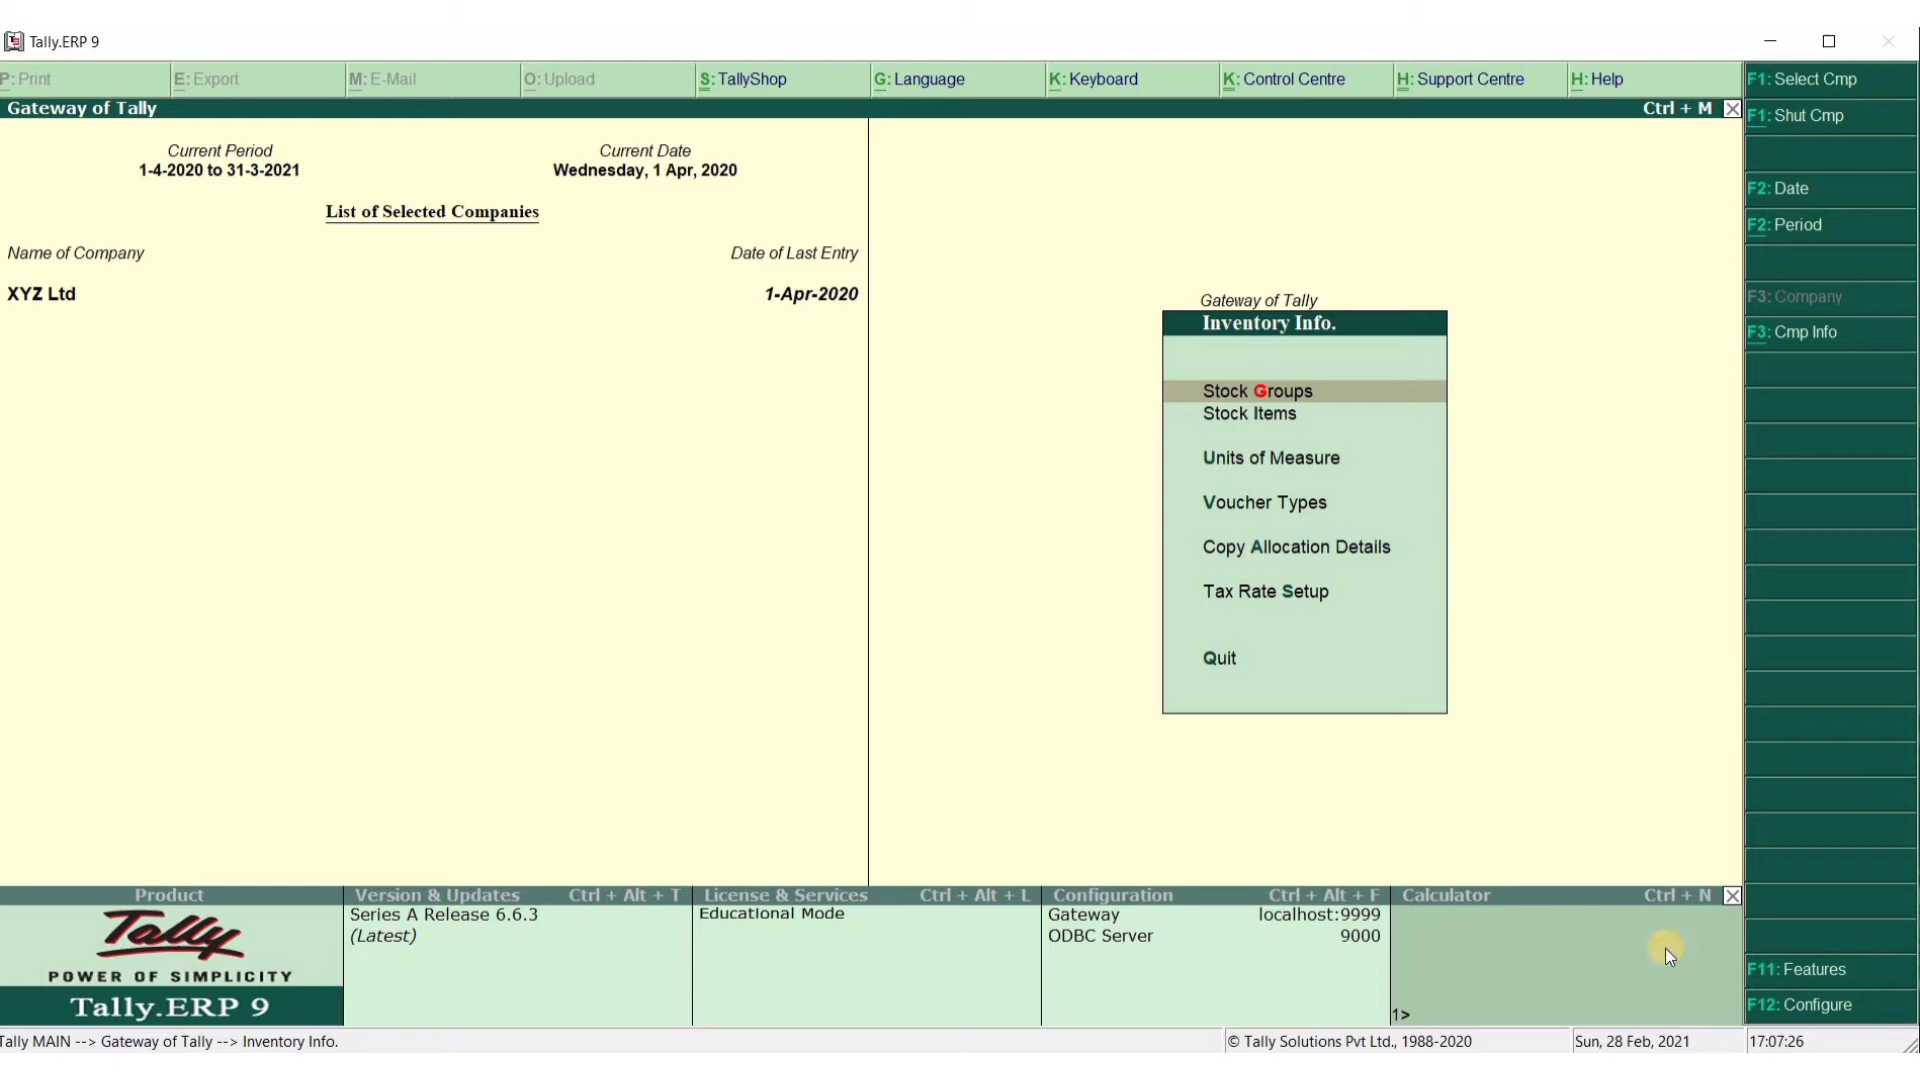 Tally.ERP 9
P: Print
E: Export
M: E-Mail
O: Upload
S: TallyShop
G: Language
K: Keyboard
K: Control Centre
H: Support Centre
H: Help
Gateway of Tally
Ctrl + M
Current Period
1-4-2020 to 31-3-2021
Current Date
Wednesday, 1 Apr, 2020
List of Selected Companies
Name of Company
Date of Last Entry
XYZ Ltd
1-Apr-2020
Gateway of Tally
Inventory Info.
Stock Groups
Stock Items
Units of Measure
Voucher Types
Copy Allocation Details
Tax Rate Setup
Quit
F1: Select Cmp
F1: Shut Cmp
F2: Date
F2: Period
F3: Company
F3: Cmp Info
F11: Features
F12: Configure
Product
Tally
POWER OF SIMPLICITY
Tally.ERP 9
Version & Updates
Ctrl + Alt + T
Series A Release 6.6.3
(Latest)
License & Services
Ctrl + Alt + L
Educational Mode
Configuration
Ctrl + Alt + F
Gateway
localhost:9999
ODBC Server
9000
Calculator
Ctrl + N
1>
Tally MAIN --> Gateway of Tally --> Inventory Info.
© Tally Solutions Pvt Ltd., 1988-2020
Sun, 28 Feb, 2021
17:07:26